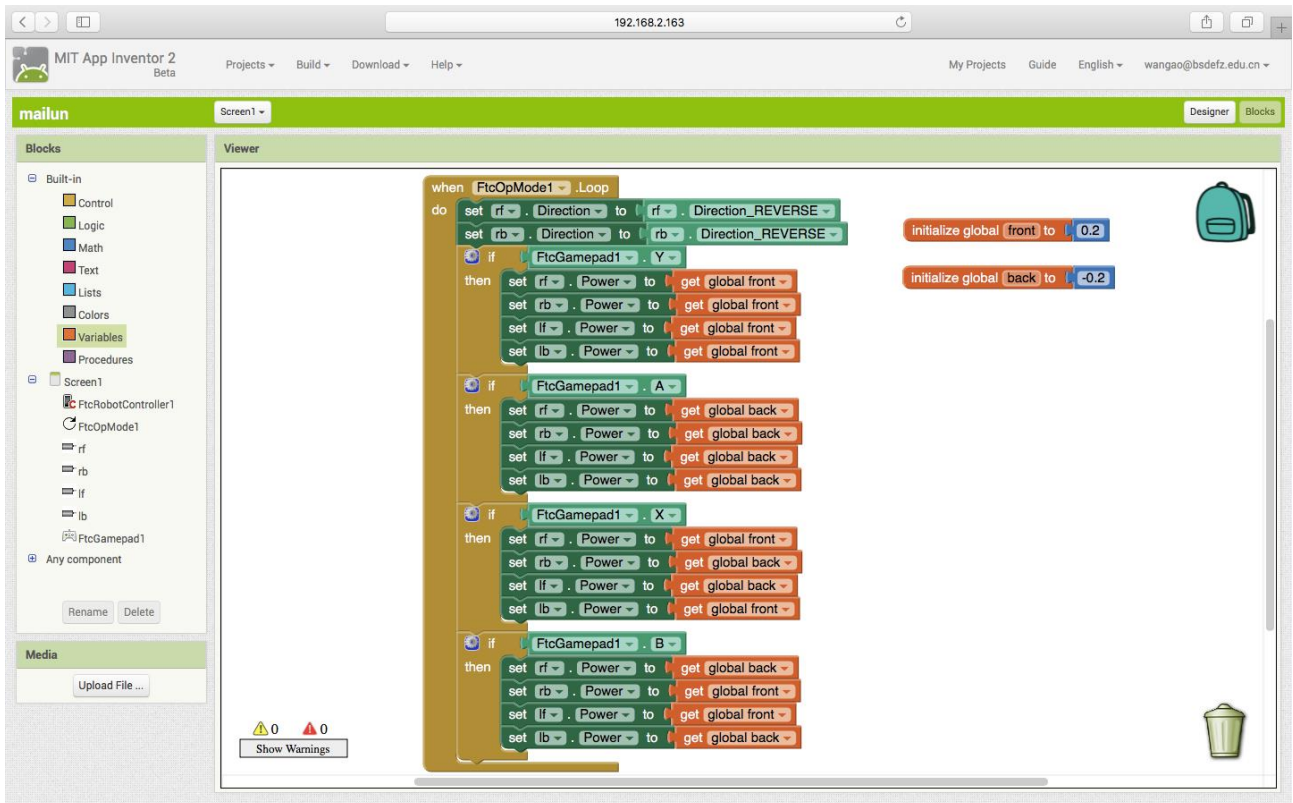 192.168.2.163
MIT App Inventor 2
Beta
Projects Build Download Help My Projects Guide English wangao@bsdefz.edu.cn
mailun Screen1 Designer Blocks
Blocks
Built-in
Control
Logic
Math
Text
Lists
Colors
Variables
Procedures
Screen1
FtcRobotController1
FtcOpMode1
rf
rb
lf
lb
FtcGamepad1
Any component
Rename Delete
Media
Upload File ...
Viewer
when FtcOpMode1 .Loop
do set rf . Direction to rf . Direction_REVERSE
set rb . Direction to rb . Direction_REVERSE
if FtcGamepad1 . Y
then set rf . Power to get global front
set rb . Power to get global front
set lf . Power to get global front
set lb . Power to get global front
if FtcGamepad1 . A
then set rf . Power to get global back
set rb . Power to get global back
set lf . Power to get global back
set lb . Power to get global back
if FtcGamepad1 . X
then set rf . Power to get global front
set rb . Power to get global back
set lf . Power to get global back
set lb . Power to get global front
if FtcGamepad1 . B
then set rf . Power to get global back
set rb . Power to get global front
set lf . Power to get global front
set lb . Power to get global back
initialize global front to 0.2
initialize global back to -0.2
0 0
Show Warnings